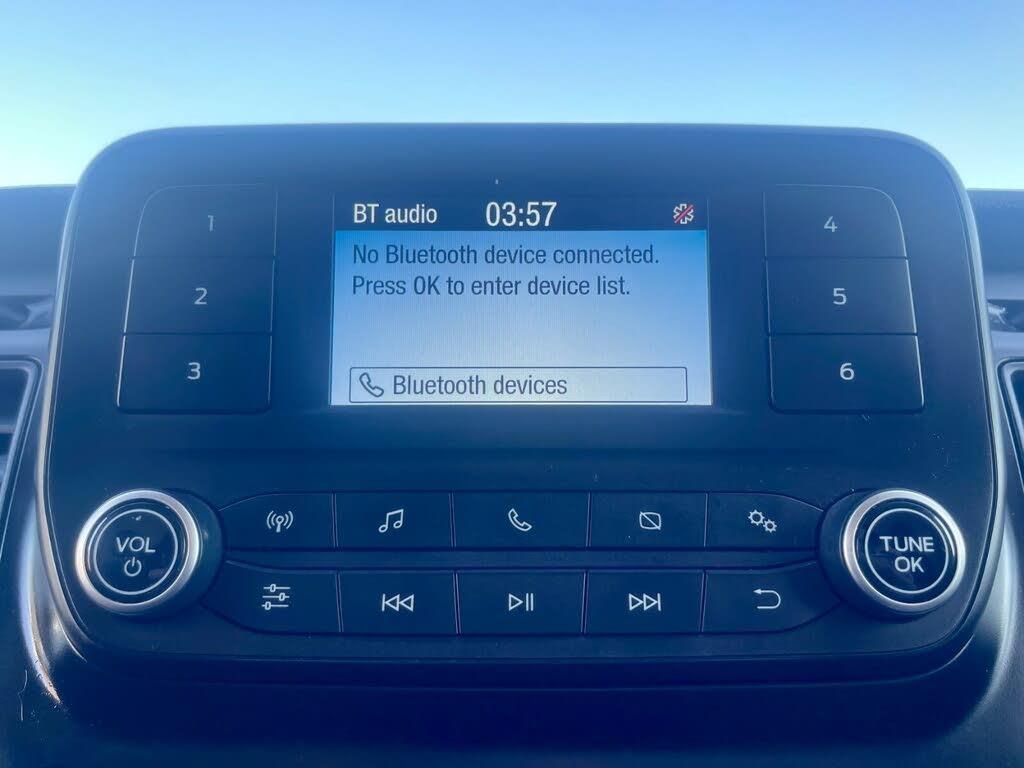 1
2
3
BT audio 03:57
No Bluetooth device connected.
Press OK to enter device list.
Bluetooth devices
4
5
6
VOL
TUNE
OK